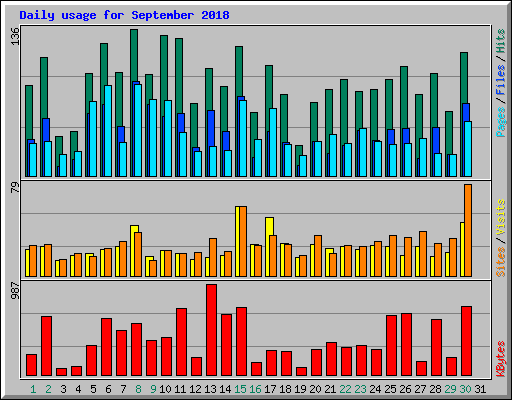 Daily usage for September 2018
136
Pages / Files / Hits
79
Sites / Visits
987
KBytes
1 2 3 4 5 6 7 8 9 10 11 12 13 14 15 16 17 18 19 20 21 22 23 24 25 26 27 28 29 30 31